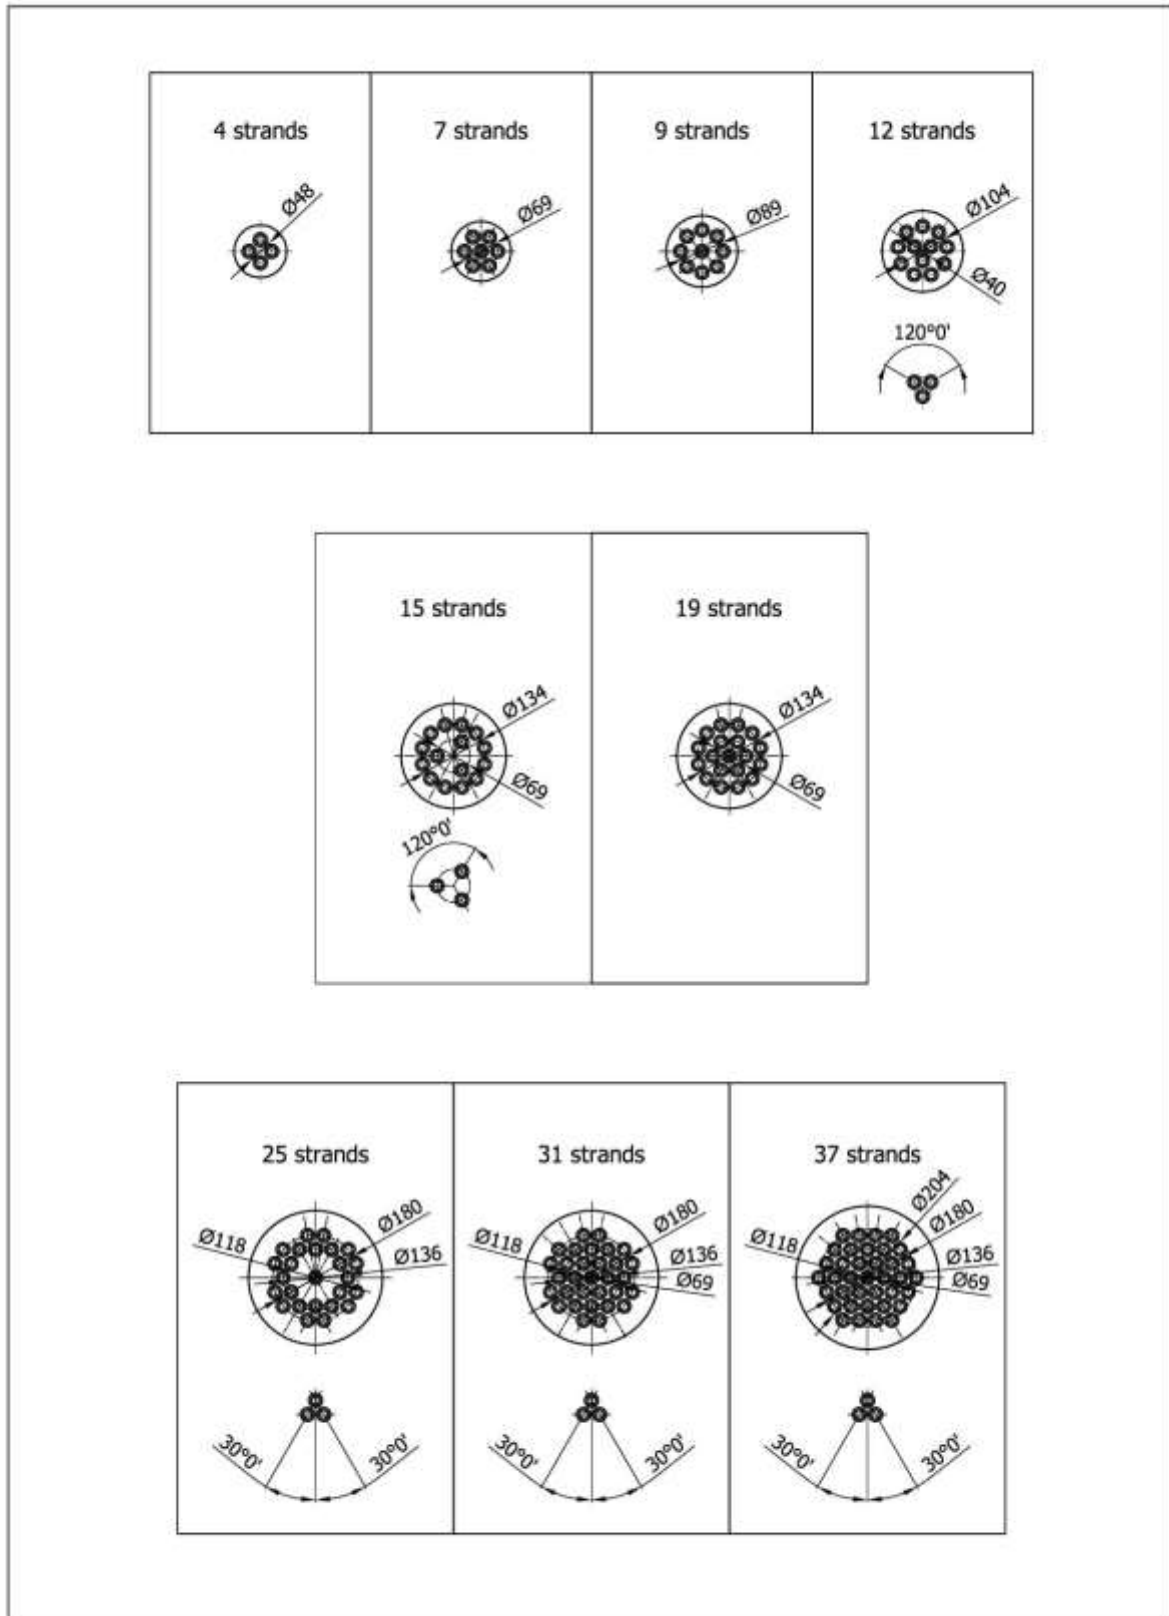 4 strands
7 strands
9 strands
12 strands
Ø48
Ø69
Ø89
Ø104
Ø40
120°0'
15 strands
19 strands
Ø134
Ø69
120°0'
Ø134
Ø69
25 strands
31 strands
37 strands
Ø118
Ø180
Ø136
Ø118
Ø180
Ø136
Ø69
Ø204
Ø118
Ø180
Ø136
Ø69
30°0'
30°0'
30°0'
30°0'
30°0'
30°0'